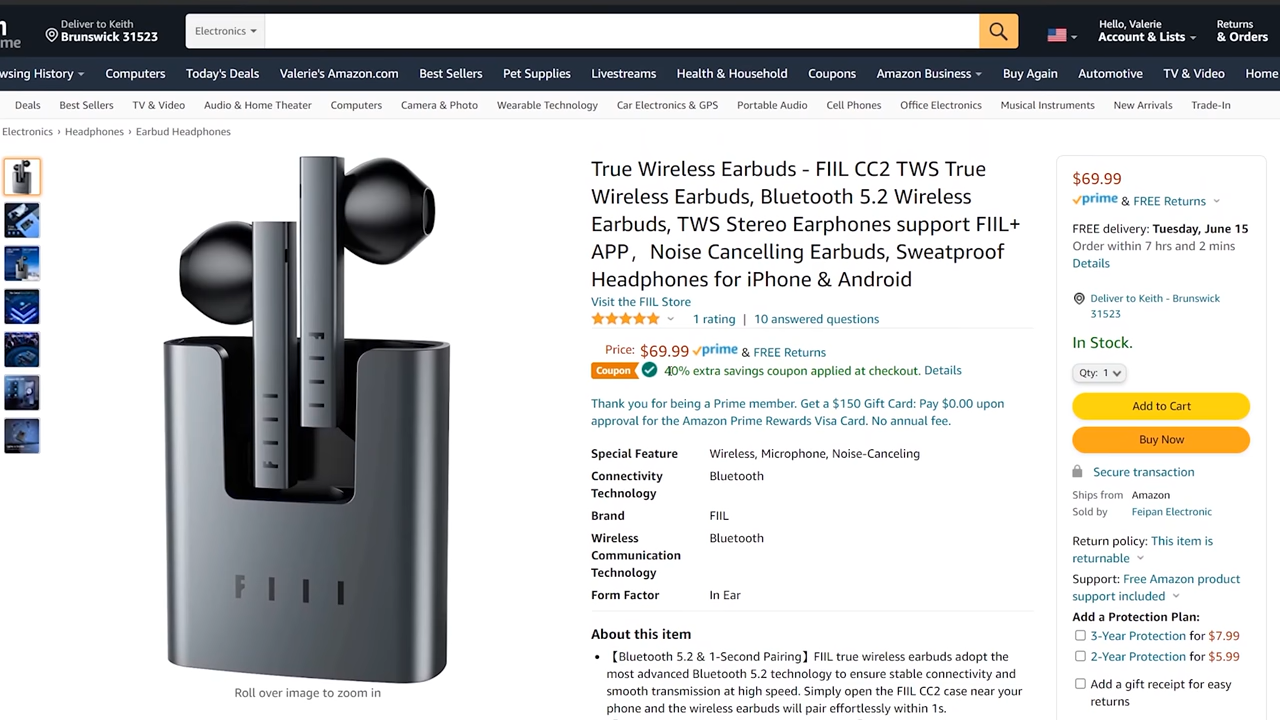 me
Deliver to Keith
Brunswick 31523
Electronics
Hello, Valerie
Account & Lists
Returns
& Orders
wsing History
Computers
Today's Deals
Valerie's Amazon.com
Best Sellers
Pet Supplies
Livestreams
Health & Household
Coupons
Amazon Business
Buy Again
Automotive
TV & Video
Home
Deals
Best Sellers
TV & Video
Audio & Home Theater
Computers
Camera & Photo
Wearable Technology
Car Electronics & GPS
Portable Audio
Cell Phones
Office Electronics
Musical Instruments
New Arrivals
Trade-In
Electronics › Headphones › Earbud Headphones
FIIL
FIIL
FIIL
Roll over image to zoom in
True Wireless Earbuds - FIIL CC2 TWS True
Wireless Earbuds, Bluetooth 5.2 Wireless
Earbuds, TWS Stereo Earphones support FIIL+
APP，Noise Cancelling Earbuds, Sweatproof
Headphones for iPhone & Android
Visit the FIIL Store
1 rating | 10 answered questions
Price: $69.99 prime & FREE Returns
Coupon 40% extra savings coupon applied at checkout. Details
Thank you for being a Prime member. Get a $150 Gift Card: Pay $0.00 upon
approval for the Amazon Prime Rewards Visa Card. No annual fee.
Special Feature Wireless, Microphone, Noise-Canceling
Connectivity Bluetooth
Technology
Brand FIIL
Wireless Bluetooth
Communication
Technology
Form Factor In Ear
About this item
• 【Bluetooth 5.2 & 1-Second Pairing】FIIL true wireless earbuds adopt the
most advanced Bluetooth 5.2 technology to ensure stable connectivity and
smooth transmission at high speed. Simply open the FIIL CC2 case near your
phone and the wireless earbuds will pair effortlessly within 1s.
$69.99
prime & FREE Returns
FREE delivery: Tuesday, June 15
Order within 7 hrs and 2 mins
Details
Deliver to Keith - Brunswick
31523
In Stock.
Qty: 1
Add to Cart
Buy Now
Secure transaction
Ships from Amazon
Sold by Feipan Electronic
Return policy: This item is
returnable
Support: Free Amazon product
support included
Add a Protection Plan:
3-Year Protection for $7.99
2-Year Protection for $5.99
Add a gift receipt for easy
returns